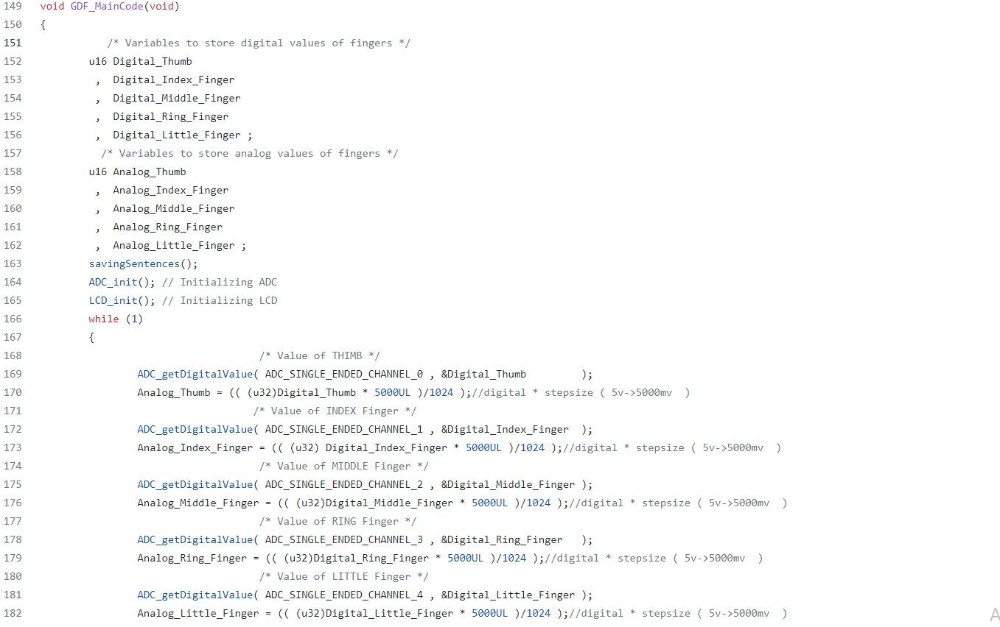 149 void GDF_MainCode(void)
150 {
151 /* Variables to store digital values of fingers */
152 u16 Digital_Thumb
153 , Digital_Index_Finger
154 , Digital_Middle_Finger
155 , Digital_Ring_Finger
156 , Digital_Little_Finger ;
157 /* Variables to store analog values of fingers */
158 u16 Analog_Thumb
159 , Analog_Index_Finger
160 , Analog_Middle_Finger
161 , Analog_Ring_Finger
162 , Analog_Little_Finger ;
163 savingSentences();
164 ADC_init(); // Initializing ADC
165 LCD_init(); // Initializing LCD
166 while (1)
167 {
168 /* Value of THIMB */
169 ADC_getDigitalValue( ADC_SINGLE_ENDED_CHANNEL_0 , &Digital_Thumb );
170 Analog_Thumb = (( (u32)Digital_Thumb * 5000UL )/1024 );//digital * stepsize ( 5v->5000mv )
171 /* Value of INDEX Finger */
172 ADC_getDigitalValue( ADC_SINGLE_ENDED_CHANNEL_1 , &Digital_Index_Finger );
173 Analog_Index_Finger = (( (u32) Digital_Index_Finger * 5000UL )/1024 );//digital * stepsize ( 5v->5000mv )
174 /* Value of MIDDLE Finger */
175 ADC_getDigitalValue( ADC_SINGLE_ENDED_CHANNEL_2 , &Digital_Middle_Finger );
176 Analog_Middle_Finger = (( (u32)Digital_Middle_Finger * 5000UL )/1024 );//digital * stepsize ( 5v->5000mv )
177 /* Value of RING Finger */
178 ADC_getDigitalValue( ADC_SINGLE_ENDED_CHANNEL_3 , &Digital_Ring_Finger );
179 Analog_Ring_Finger = (( (u32)Digital_Ring_Finger * 5000UL )/1024 );//digital * stepsize ( 5v->5000mv )
180 /* Value of LITTLE Finger */
181 ADC_getDigitalValue( ADC_SINGLE_ENDED_CHANNEL_4 , &Digital_Little_Finger );
182 Analog_Little_Finger = (( (u32)Digital_Little_Finger * 5000UL )/1024 );//digital * stepsize ( 5v->5000mv )
A